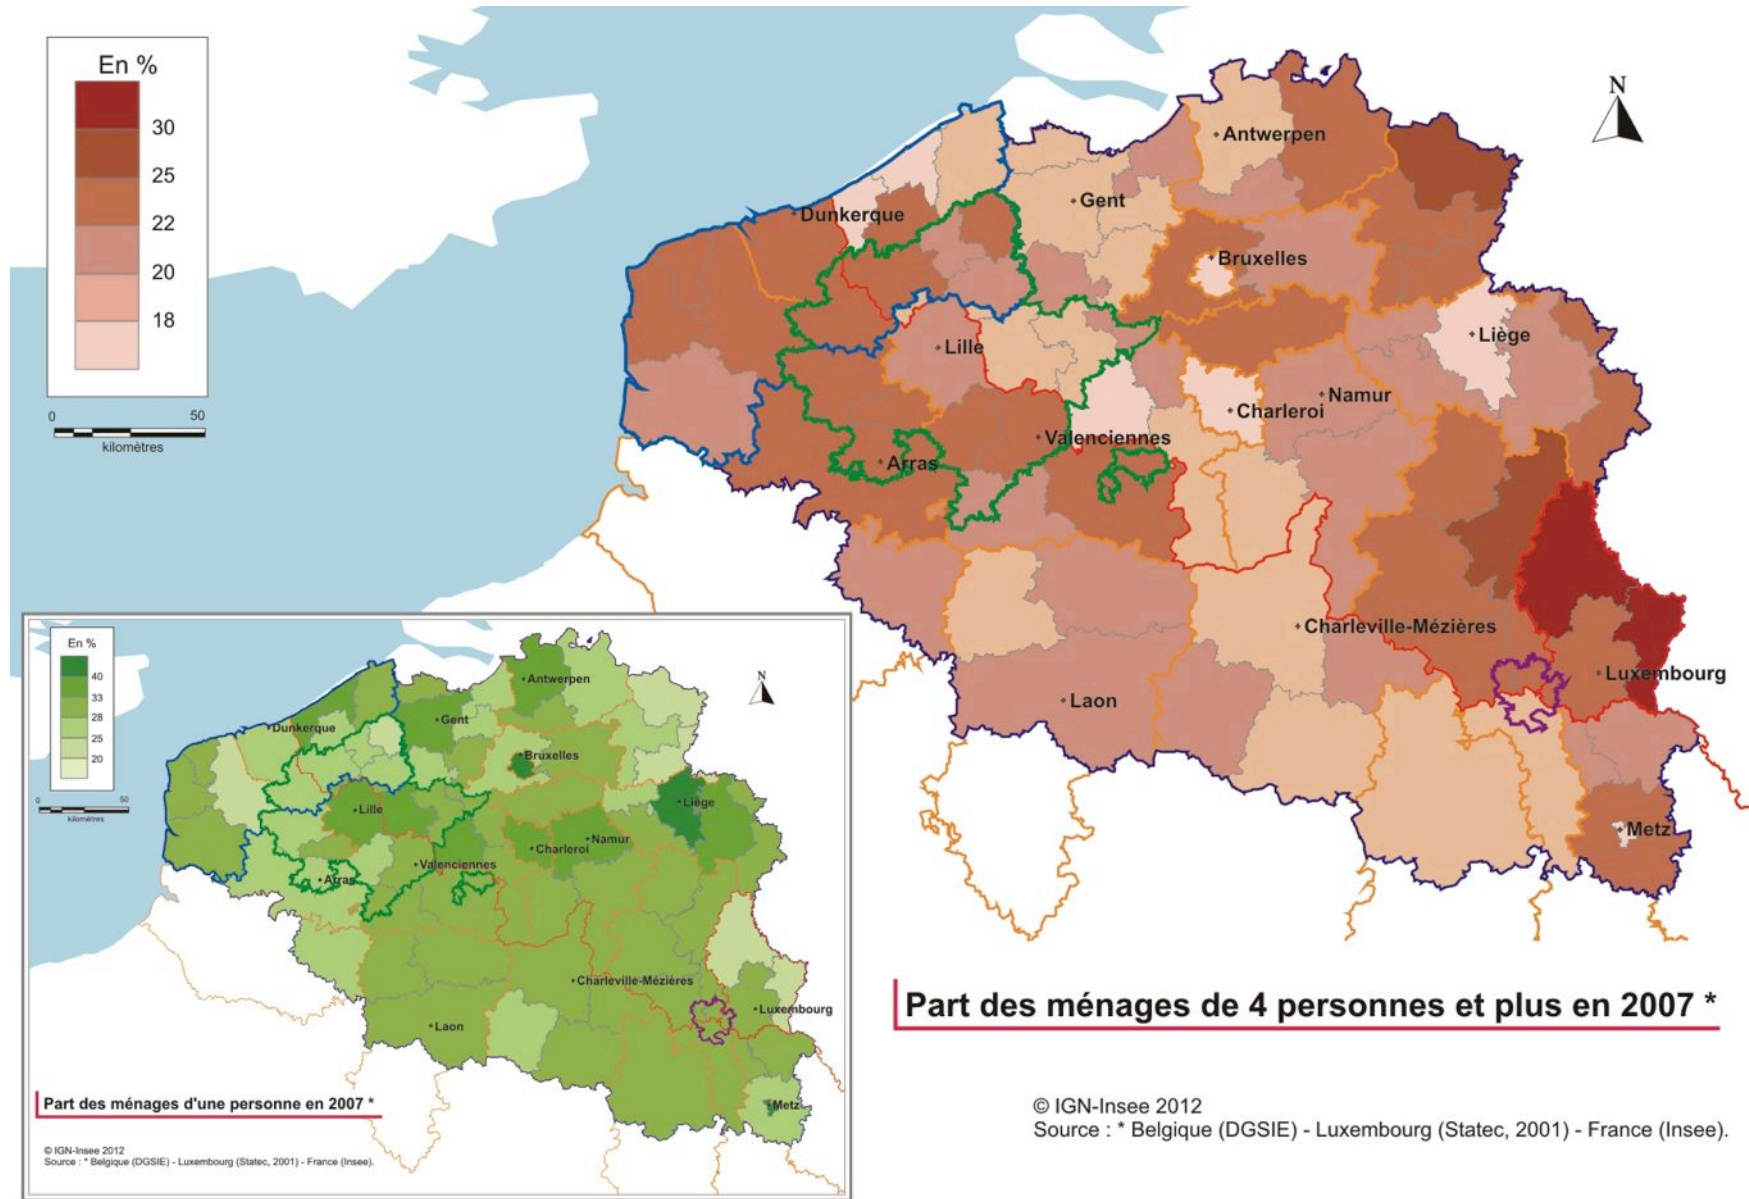 En %
30
25
22
20
18
0 50
kilomètres
N
Antwerpen
Gent
Dunkerque
Bruxelles
Liège
Lille
Namur
Charleroi
Valenciennes
Arras
Charleville-Mézières
Luxembourg
Laon
Metz
Part des ménages de 4 personnes et plus en 2007 *
© IGN-Insee 2012
Source : * Belgique (DGSIE) - Luxembourg (Statec, 2001) - France (Insee).
En %
40
33
28
25
20
0 50
kilomètres
N
Antwerpen
Gent
Dunkerque
Bruxelles
Liège
Lille
Namur
Charleroi
Valenciennes
Arras
Charleville-Mézières
Luxembourg
Laon
Metz
Part des ménages d'une personne en 2007 *
© IGN-Insee 2012
Source : * Belgique (DGSIE) - Luxembourg (Statec, 2001) - France (Insee).